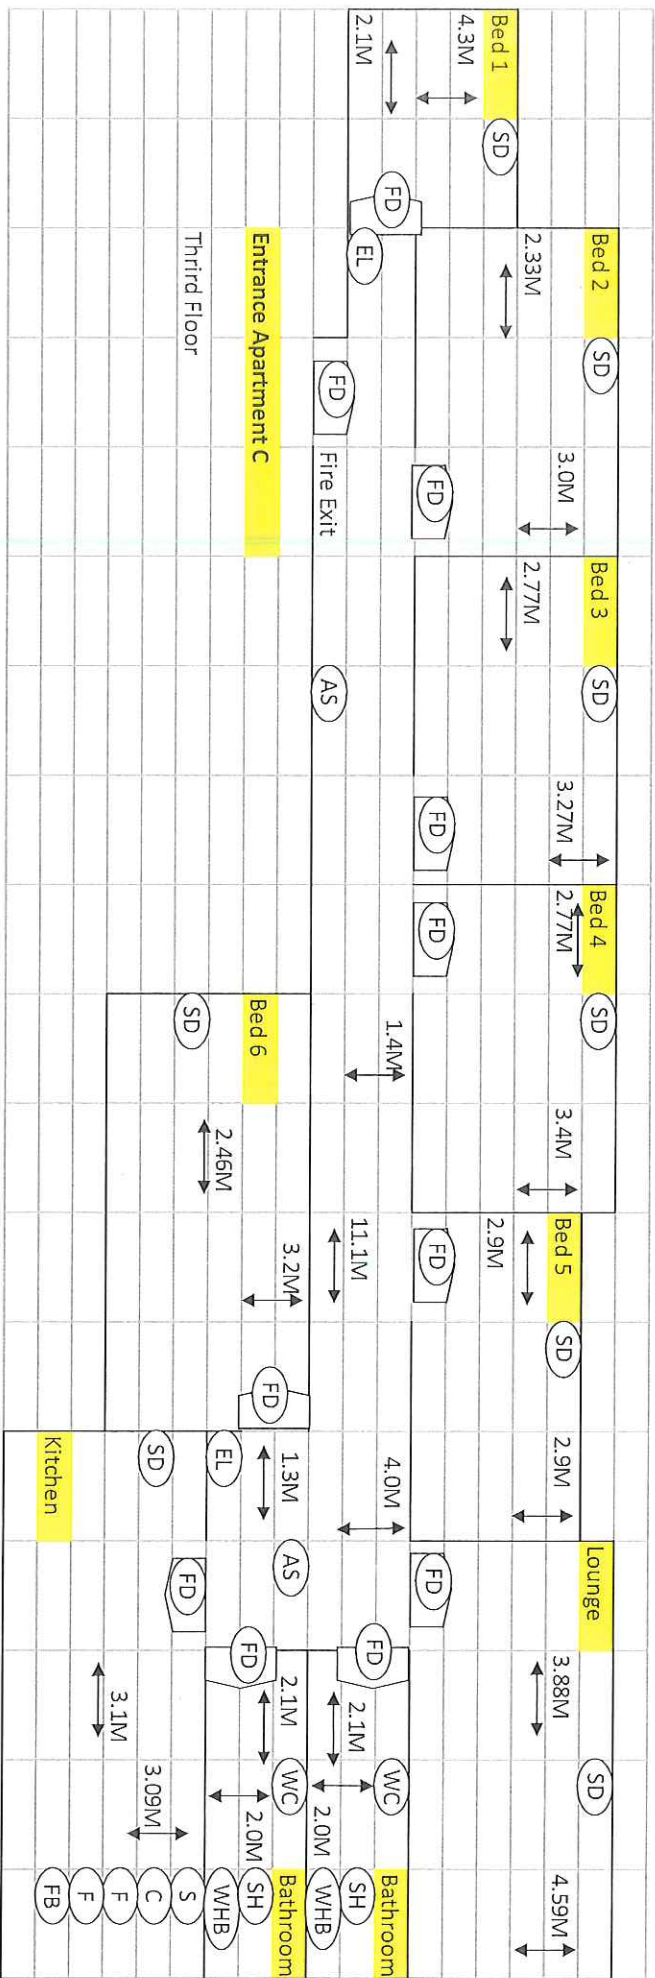 Bed 1
SD
4.3M
2.1M
FD
EL
Bed 2
SD
2.33M
3.0M
FD
FD
Fire Exit
Entrance Apartment C
Thrird Floor
Bed 3
SD
2.77M
3.27M
FD
AS
Bed 4
SD
2.77M
3.4M
FD
1.4M
Bed 5
SD
2.9M
2.9M
FD
11.1M
Bed 6
SD
2.46M
3.2M
FD
Lounge
3.88M
SD
4.59M
FD
4.0M
1.3M
EL
AS
FD
2.1M
WC
2.0M
Bathroom
SH
WHB
FD
2.1M
WC
2.0M
Bathroom
SH
WHB
Kitchen
SD
FD
3.1M
3.09M
S
C
F
F
FB